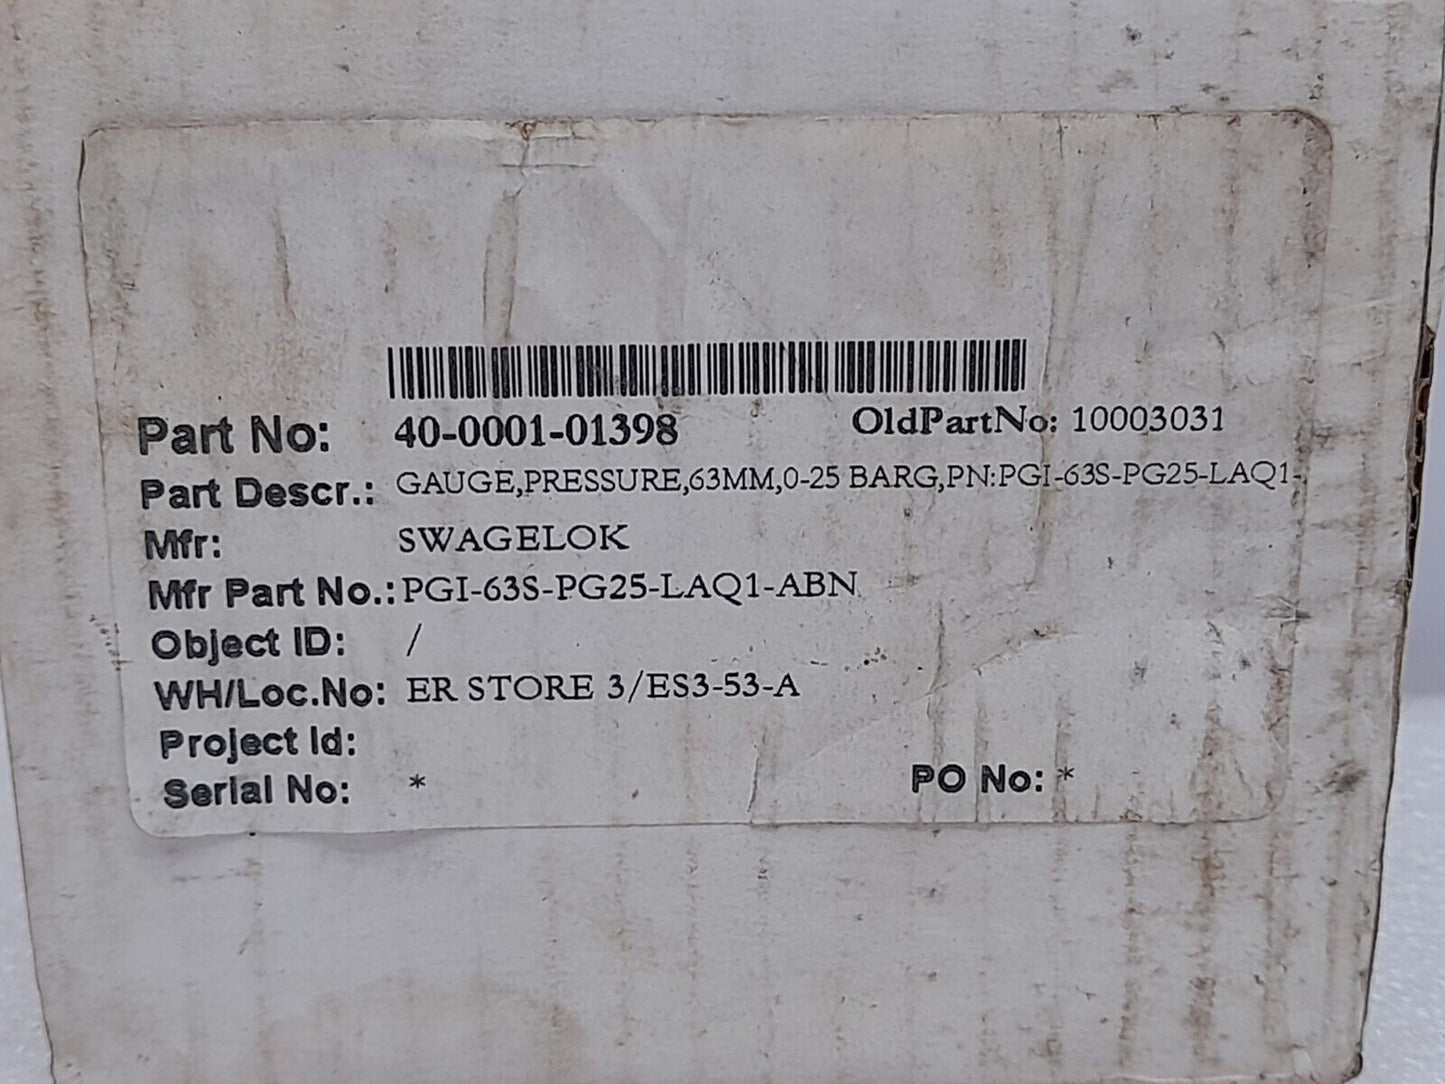 Part No: 40-0001-01398 OldPartNo: 10003031
Part Descr.: GAUGE,PRESSURE,63MM,0-25 BARG,PN:PGI-63S-PG25-LAQ1-
Mfr: SWAGELOK
Mfr Part No.: PGI-63S-PG25-LAQ1-ABN
Object ID: /
WH/Loc.No: ER STORE 3/ES3-53-A
Project Id:
Serial No: * PO No: *